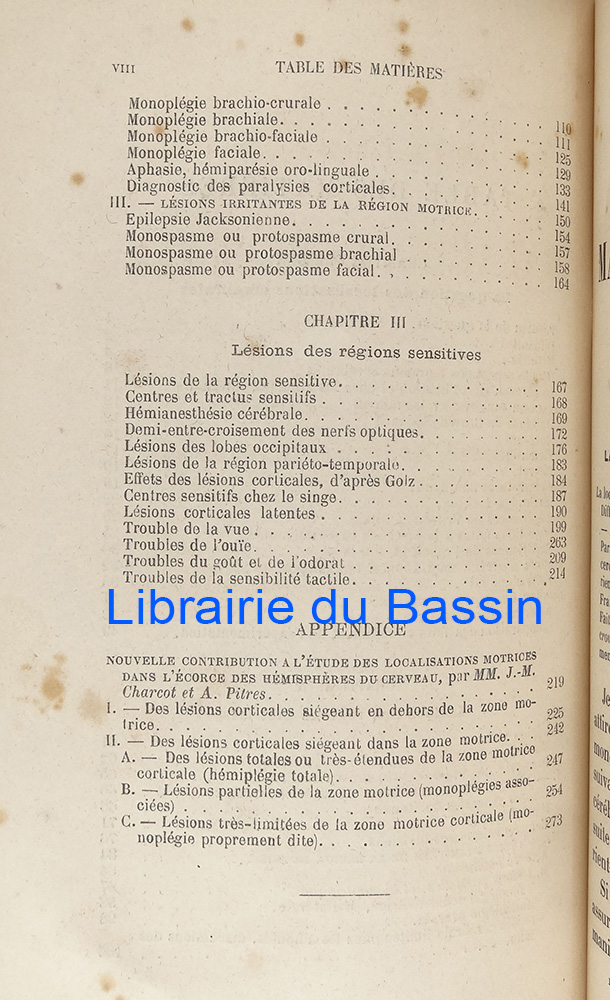 VIII TABLE DES MATIÈRES
Monoplégie brachio-crurale . . . . . . . . . . . 110
Monoplégie brachiale. . . . . . . . . . . . . 111
Monoplégie brachio-faciale . . . . . . . . . . . 125
Monoplégie faciale. . . . . . . . . . . . . . 129
Aphasie, hémiparésie oro-linguale . . . . . . . . . 133
Diagnostic des paralysies corticales. . . . . . . . . 141
III. — LÉSIONS IRRITANTES DE LA RÉGION MOTRICE. . . . . 150
Epilepsie Jacksonienne. . . . . . . . . . . . . 154
Monospasme ou protospasme crural. . . . . . . . . 157
Monospasme ou protospasme brachial . . . . . . . . 158
Monospasme ou protospasme facial. . . . . . . . . 164
CHAPITRE III
Lésions des régions sensitives
Lésions de la région sensitive. . . . . . . . . . . 167
Centres et tractus sensitifs . . . . . . . . . . . 168
Hémianesthésie cérébrale. . . . . . . . . . . . 169
Demi-entre-croisement des nerfs optiques. . . . . . . 172
Lésions des lobes occipitaux . . . . . . . . . . . 176
Lésions de la région pariéto-temporale. . . . . . . . 183
Effets des lésions corticales, d'après Golz . . . . . . 184
Centres sensitifs chez le singe. . . . . . . . . . . 187
Lésions corticales latentes . . . . . . . . . . . 190
Trouble de la vue . . . . . . . . . . . . . . 199
Troubles de l'ouïe. . . . . . . . . . . . . . 263
Troubles du goût et de l'odorat . . . . . . . . . . 209
Troubles de la sensibilité tactile. . . . . . . . . . 214
Librairie du Bassin
APPENDICE
NOUVELLE CONTRIBUTION A L'ÉTUDE DES LOCALISATIONS MOTRICES
DANS L'ÉCORCE DES HÉMISPHÈRES DU CERVEAU, par MM. J.-M.
Charcot et A. Pitres. . . . . . . . . . . . . 219
I. — Des lésions corticales siégeant en dehors de la zone mo-
trice. . . . . . . . . . . . . . . . . . 225
II. — Des lésions corticales siégeant dans la zone motrice. . . 242
A. — Des lésions totales ou très-étendues de la zone motrice
corticale (hémiplégie totale). . . . . . . . . . . 247
B. — Lésions partielles de la zone motrice (monoplégies asso-
ciées) . . . . . . . . . . . . . . . . . 254
C. — Lésions très-limitées de la zone motrice corticale (mo-
noplégie proprement dite). . . . . . . . . . . . 273